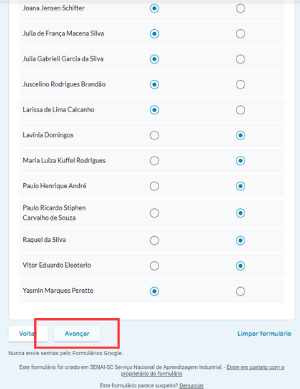 Joana Jensen Schifter
Julia de França Macena Silva
Julia Gabrieli Garcia da Silva
Juscelino Rodrigues Brandão
Larissa de Lima Calcanho
Lavínia Domingos
Maria Luiza Kuffel Rodrigues
Paulo Henrique André
Paulo Ricardo Stiphen
Carvalho de Souza
Raquel da Silva
Vitor Eduardo Eleoterio
Yasmin Marques Perette
Voltar
Avançar
Limpar formulário
Nunca envie senhas pelo Formulários Google.
Este formulário foi criado em SENAI-SC Serviço Nacional de Aprendizagem Industrial. - Entre em contato com o
proprietário do formulário
Este formulário parece suspeito? Denunciar